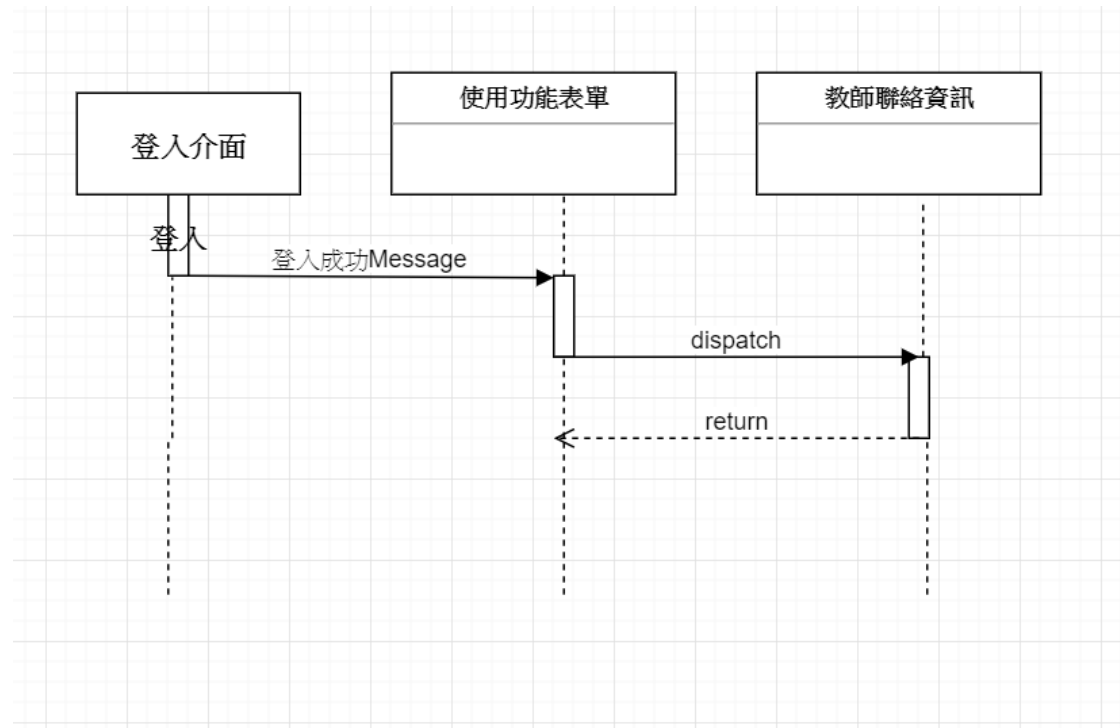 登入介面
使用功能表單
教師聯絡資訊
登入
登入成功Message
dispatch
return